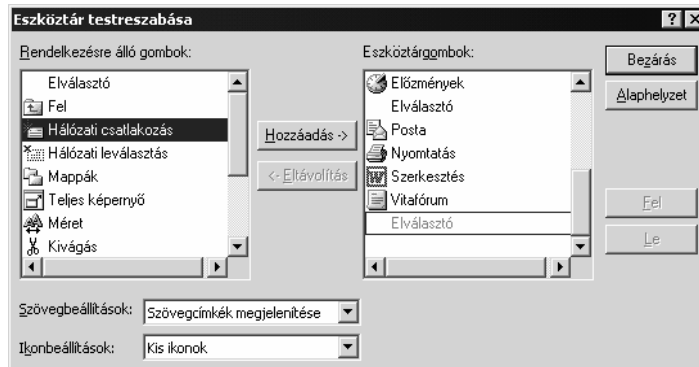 Eszköztár testreszabása
Rendelkezésre álló gombok:
Elválasztó
Fel
Hálózati csatlakozás
Hálózati leválasztás
Mappák
Teljes képernyő
Méret
Kivágás
Hozzáadás ->
<- Eltávolítás
Eszköztárgombok:
Előzmények
Elválasztó
Posta
Nyomtatás
Szerkesztés
Vitafórum
Elválasztó
Bezárás
Alaphelyzet
Fel
Le
Szövegbeállítások: Szövegcímkék megjelenítése
Ikonbeállítások: Kis ikonok